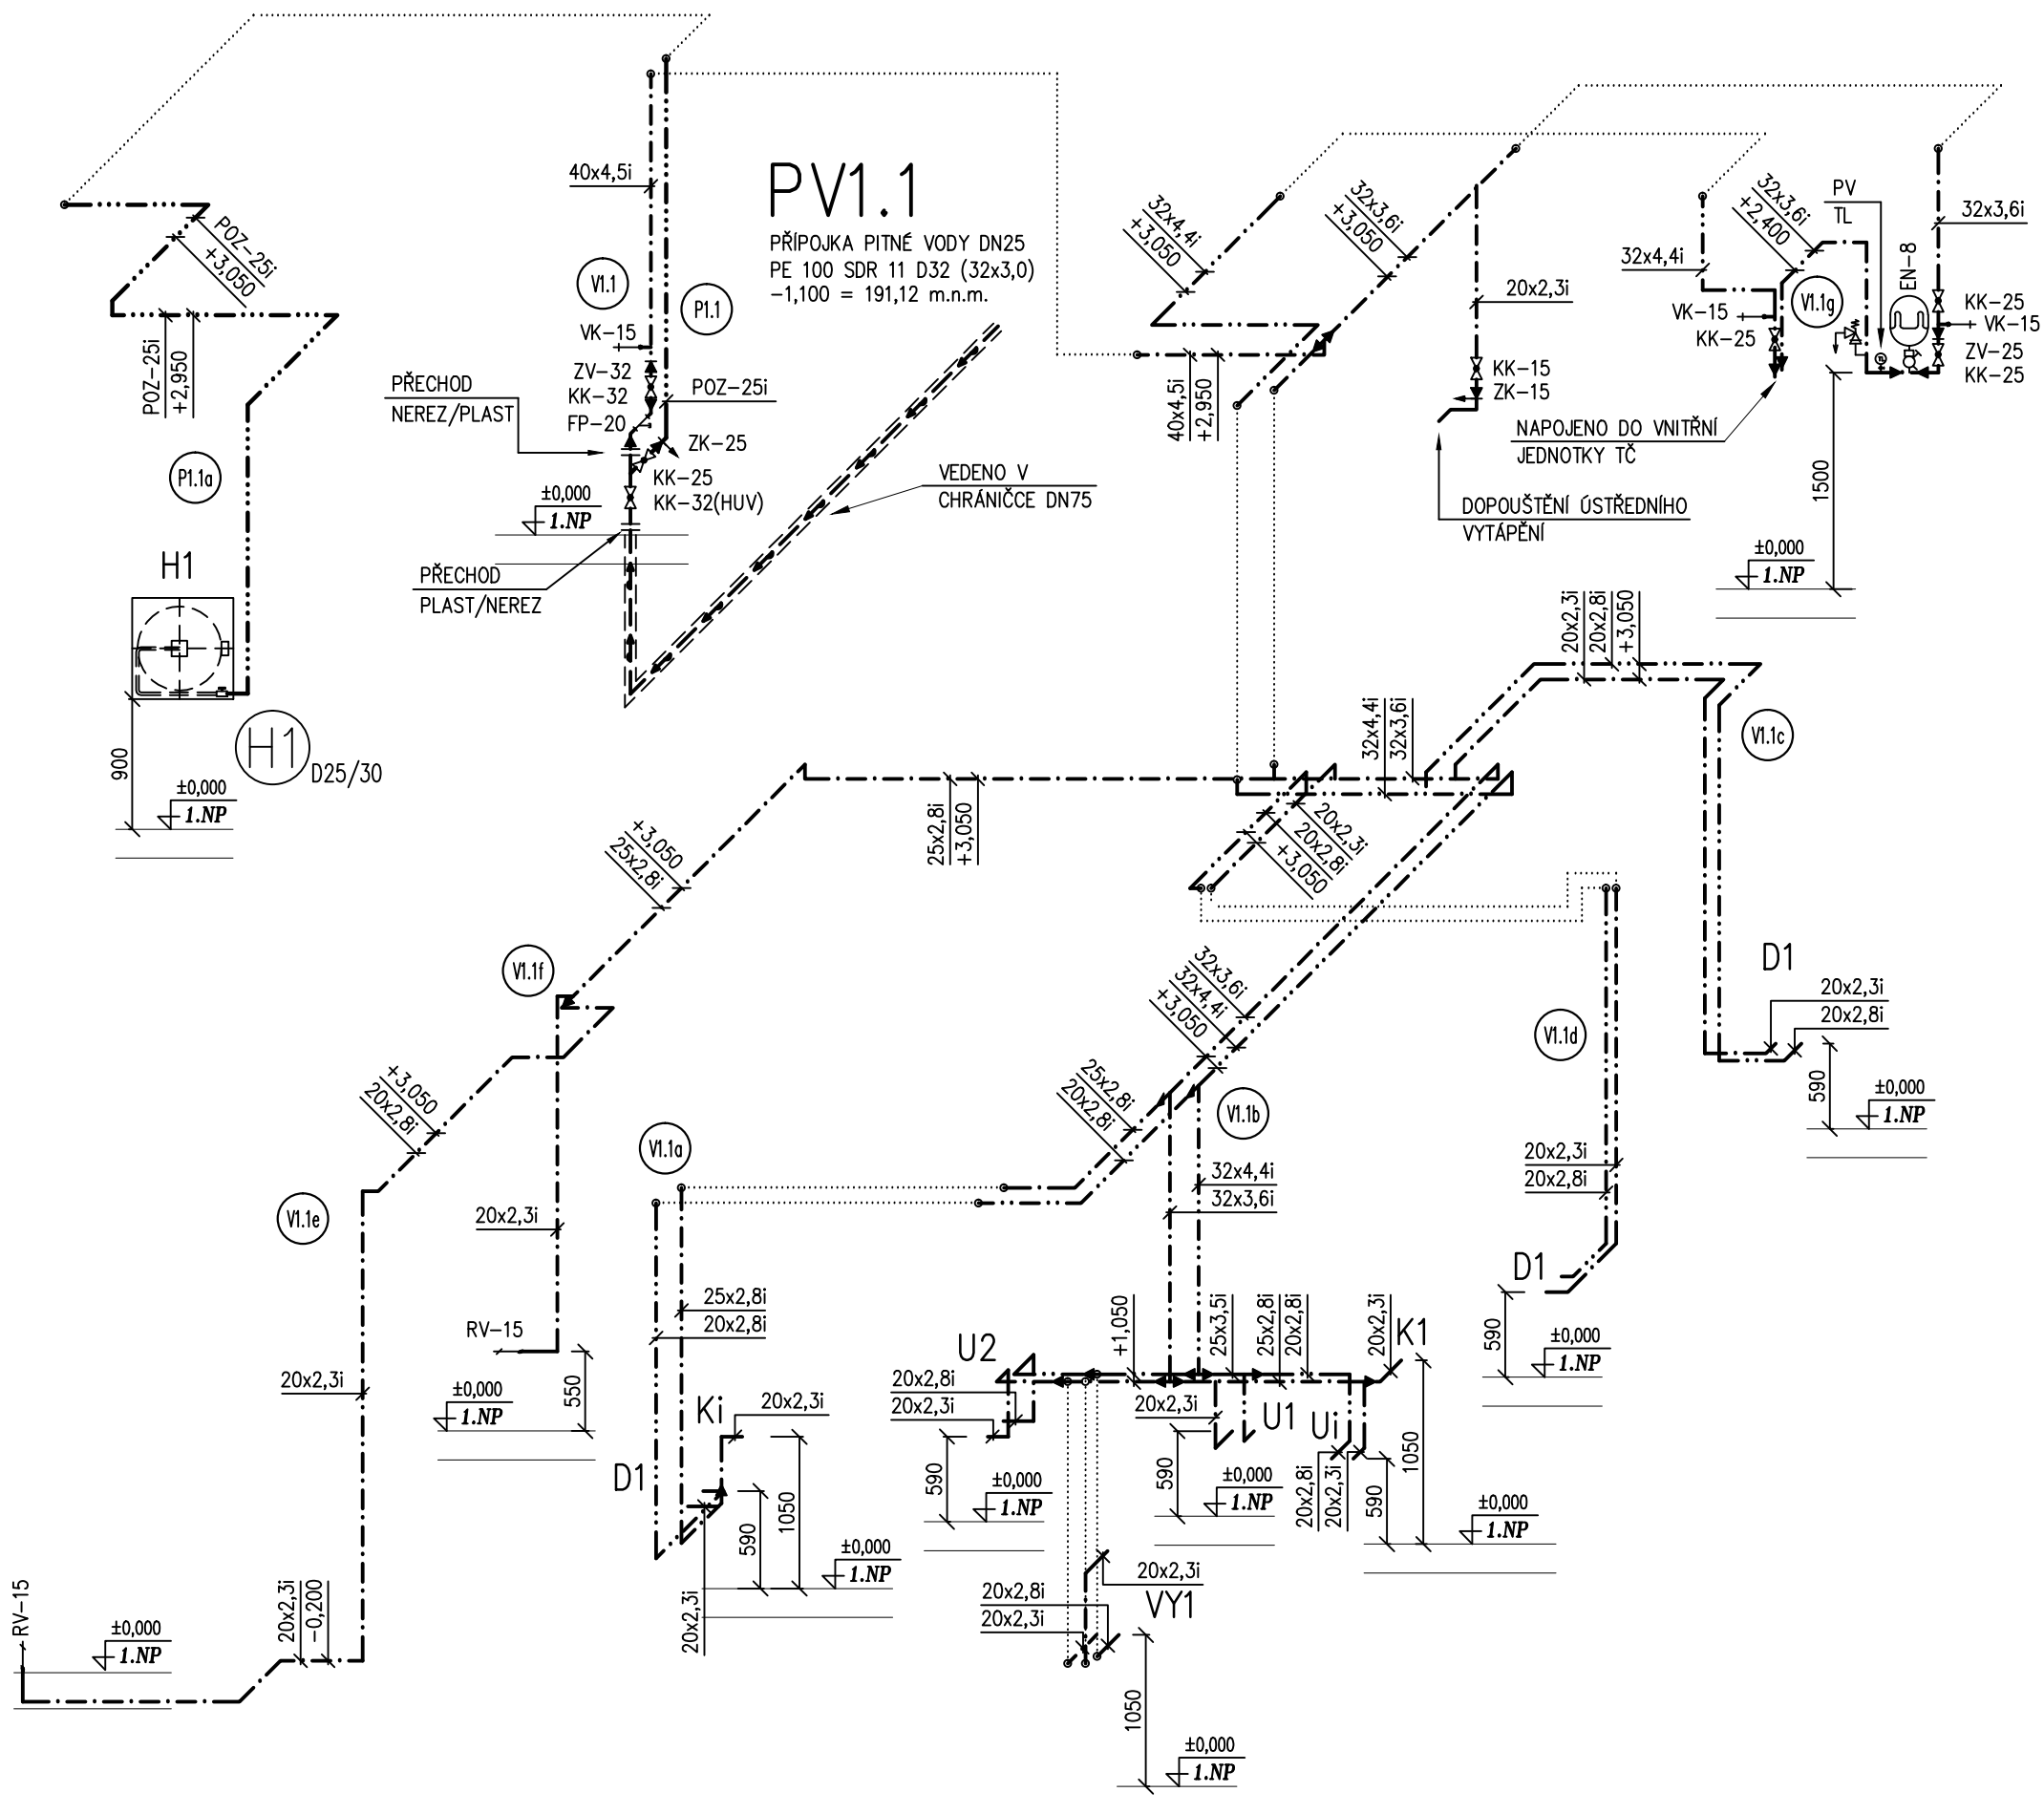 PV1.1
PŘÍPOJKA PITNÉ VODY DN25
PE 100 SDR 11 D32 (32x3,0)
-1,100 = 191,12 m.n.m.
POZ-25i
+3,050
POZ-25i
+2,950
P1.1a
H1
H1
D25/30
900
±0,000
1.NP
40x4,5i
V1.1
P1.1
VK-15
ZV-32
KK-32
FP-20
POZ-25i
ZK-25
KK-25
KK-32(HUV)
PŘECHOD
NEREZ/PLAST
±0,000
1.NP
PŘECHOD
PLAST/NEREZ
VEDENO V
CHRÁNIČCE DN75
32x4,4i
+3,050
32x3,6i
+3,050
40x4,5i
+2,950
20x2,3i
KK-15
ZK-15
DOPOUŠTĚNÍ ÚSTŘEDNÍHO
VYTÁPĚNÍ
NAPOJENO DO VNITŘNÍ
JEDNOTKY TČ
32x4,4i
VK-15
KK-25
32x3,6i
+2,400
V1.1g
PV
TL
EN-8
32x3,6i
KK-25
VK-15
ZV-25
KK-25
1500
±0,000
1.NP
20x2,3i
20x2,8i
+3,050
V1.1c
32x4,4i
32x3,6i
25x2,8i
+3,050
20x2,3i
20x2,8i
+3,050
+3,050
25x2,8i
V1.1f
D1
20x2,3i
20x2,8i
590
±0,000
1.NP
V1.1d
32x3,6i
32x4,4i
+3,050
25x2,8i
20x2,8i
V1.1b
+3,050
20x2,8i
V1.1e
V1.1a
20x2,3i
32x4,4i
32x3,6i
20x2,3i
20x2,8i
D1
590
±0,000
1.NP
25x2,8i
20x2,8i
RV-15
550
±0,000
1.NP
20x2,3i
Ki
20x2,3i
D1
20x2,3i
590
1050
±0,000
1.NP
U2
20x2,8i
20x2,3i
590
±0,000
1.NP
+1,050
25x3,5i
25x2,8i
20x2,8i
20x2,3i
K1
20x2,3i
U1
Ui
590
±0,000
1.NP
20x2,8i
20x2,3i
590
1050
±0,000
1.NP
20x2,3i
VY1
20x2,8i
20x2,3i
1050
±0,000
1.NP
RV-15
±0,000
1.NP
20x2,3i
-0,200